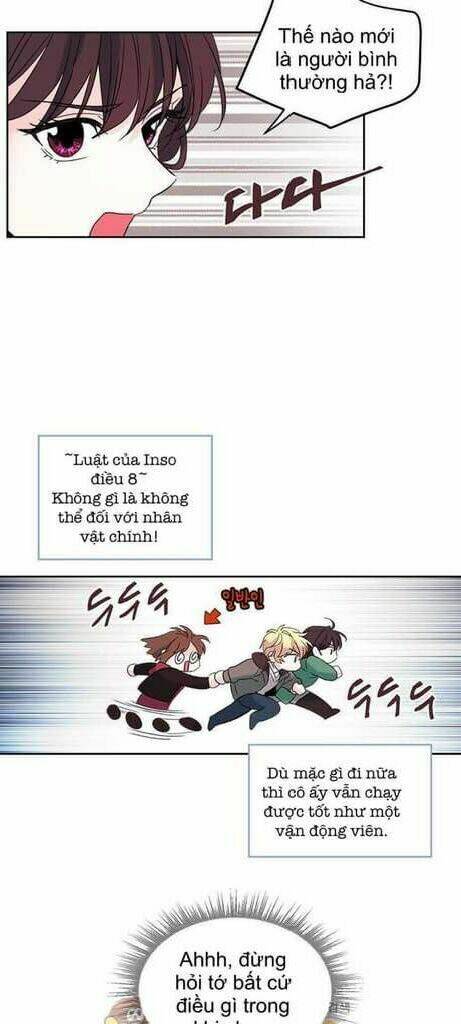 Thế nào mới
là người bình
thường hả?!
다다
~Luật của Inso
điều 8~
Không gì là không
thể đối với nhân
vật chính!
두두두
일반인
두두두
Dù mặc gì đi nữa
thì cô ấy vẫn chạy
được tốt như một
vận động viên.
Ahhh, đừng
hỏi tớ bất cứ
điều gì trong